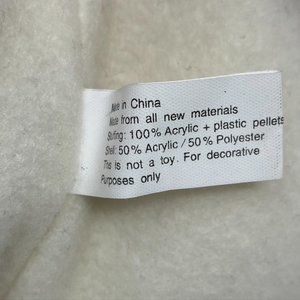 Made in China
Made from all new materials
Stuffing: 100% Acrylic + plastic pellets
Shell: 50% Acrylic / 50% Polyester
This is not a toy. For decorative
Purposes only